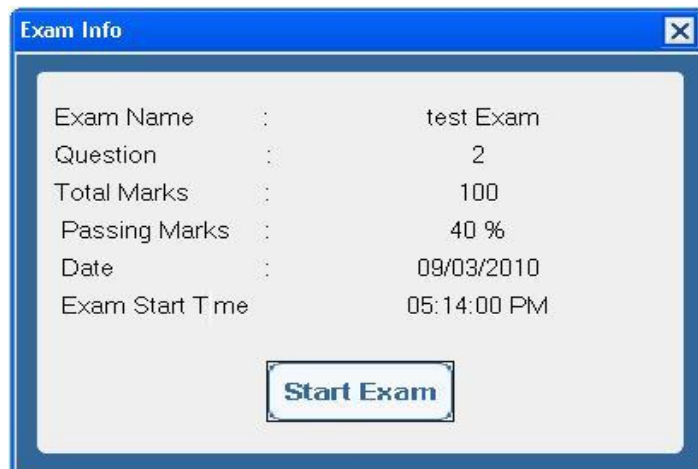 Exam Info
Exam Name : test Exam
Question : 2
Total Marks : 100
Passing Marks : 40 %
Date : 09/03/2010
Exam Start Time 05:14:00 PM
Start Exam